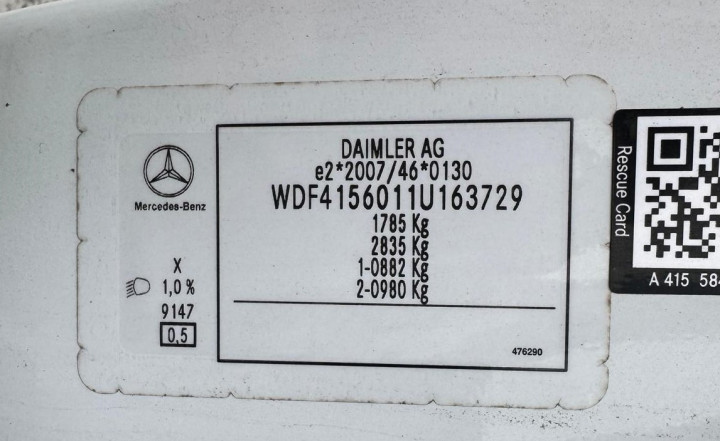 Mercedes-Benz
X
1,0 %
9147
0,5
DAIMLER AG
e2*2007/46*0130
WDF4156011U163729
1785 Kg
2835 Kg
1-0882 Kg
2-0980 Kg
476290
Rescue Card
A 415 584